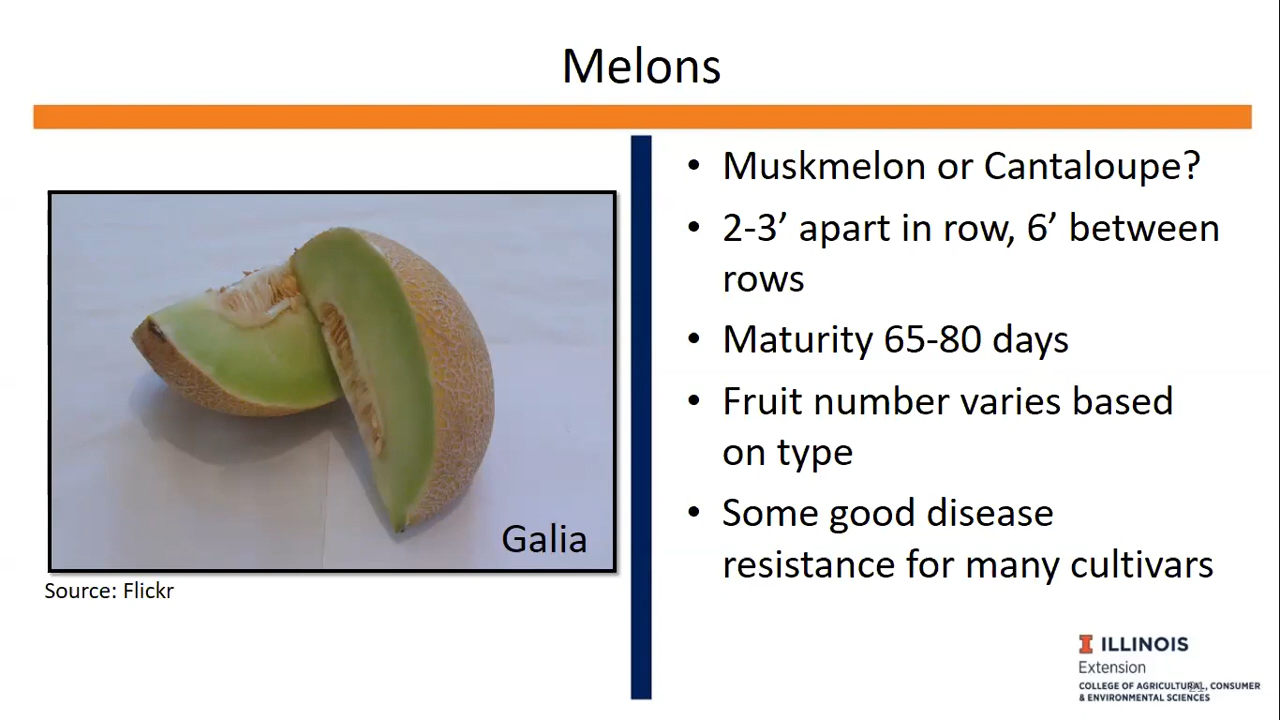 Melons
Galia
Source: Flickr
• Muskmelon or Cantaloupe?
• 2-3’ apart in row, 6’ between
rows
• Maturity 65-80 days
• Fruit number varies based
on type
• Some good disease
resistance for many cultivars
I ILLINOIS
Extension
COLLEGE OF AGRICULTURAL, CONSUMER
& ENVIRONMENTAL SCIENCES
21